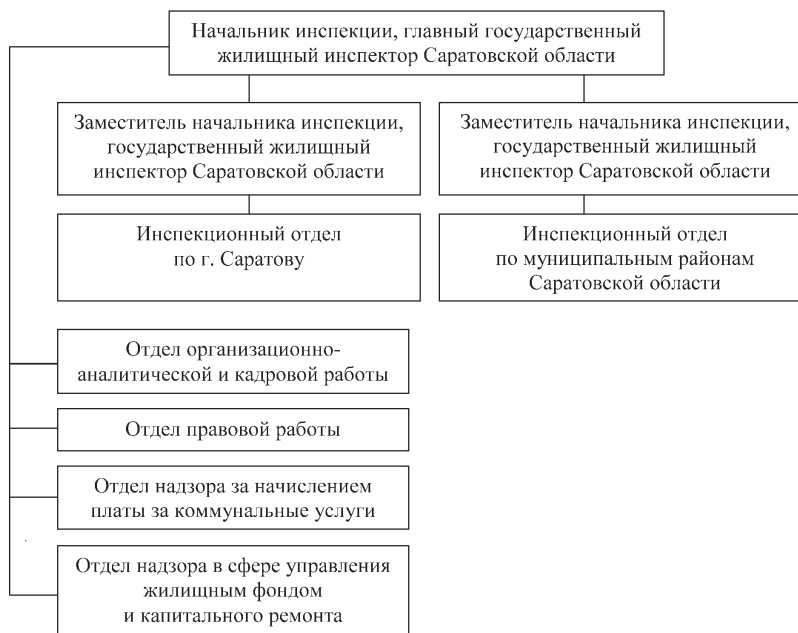 Начальник инспекции, главный государственный
жилищный инспектор Саратовской области
Заместитель начальника инспекции,
государственный жилищный
инспектор Саратовской области
Заместитель начальника инспекции,
государственный жилищный
инспектор Саратовской области
Инспекционный отдел
по г. Саратову
Инспекционный отдел
по муниципальным районам
Саратовской области
Отдел организационно-
аналитической и кадровой работы
Отдел правовой работы
Отдел надзора за начислением
платы за коммунальные услуги
Отдел надзора в сфере управления
жилищным фондом
и капитального ремонта